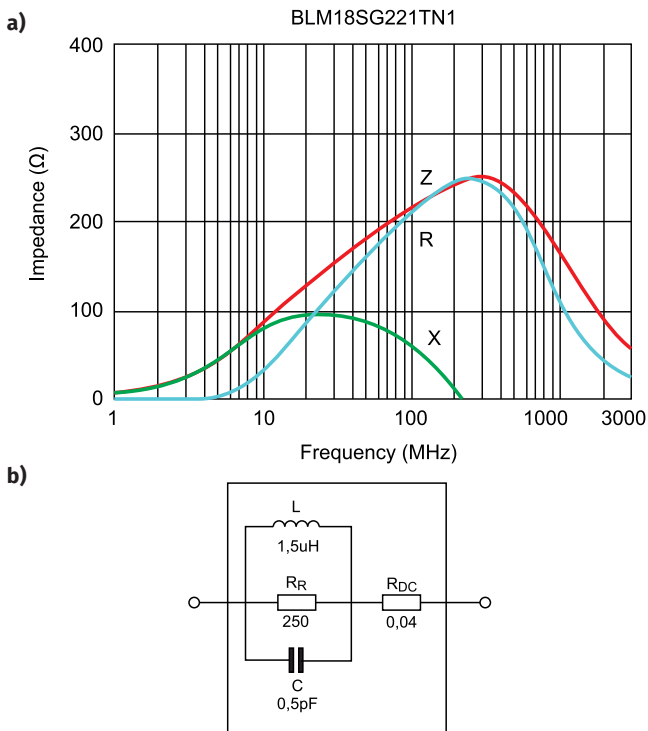 a)
BLM18SG221TN1
Impedance (Ω)
400
300
200
100
0
Z
R
X
1
10
100
1000
3000
Frequency (MHz)
b)
L
1,5uH
RR
250
RDC
0,04
C
0,5pF